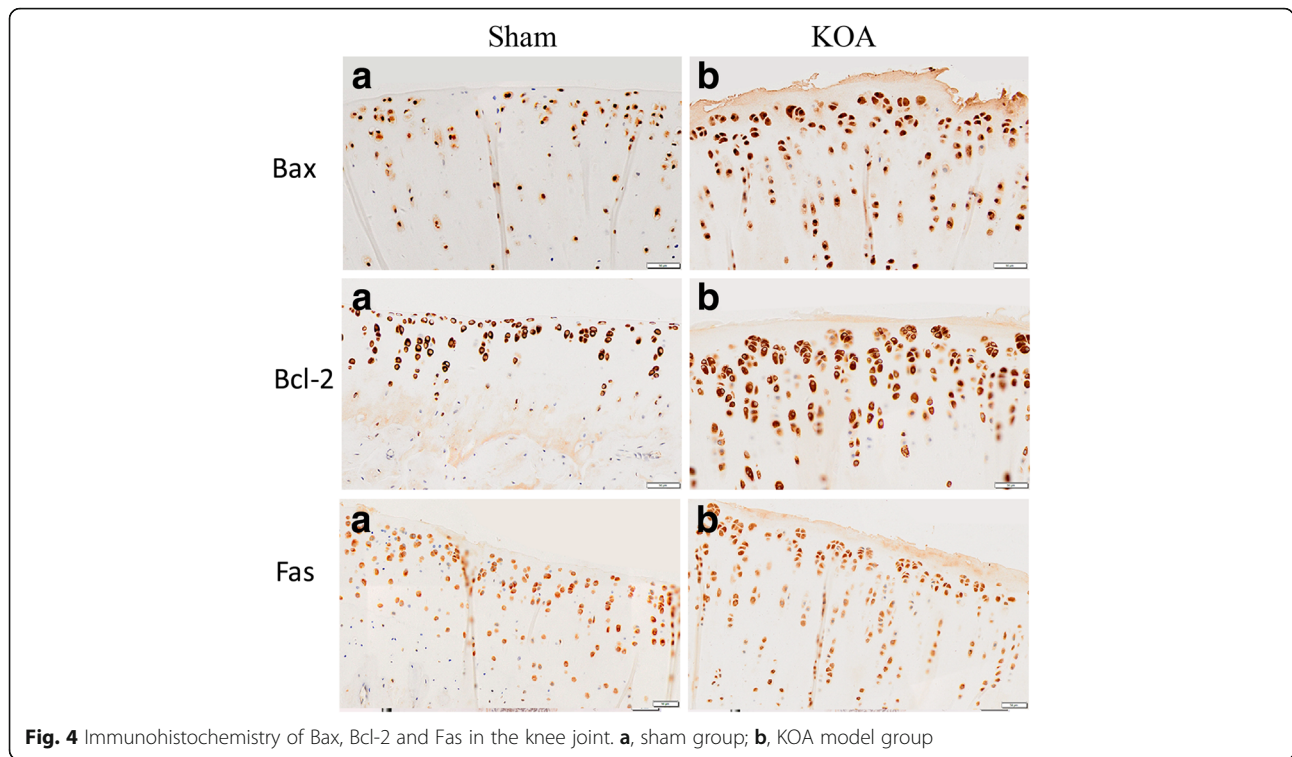 Sham KOA
a b
Bax
a b
Bcl-2
a b
Fas
Fig. 4 Immunohistochemistry of Bax, Bcl-2 and Fas in the knee joint. a, sham group; b, KOA model group